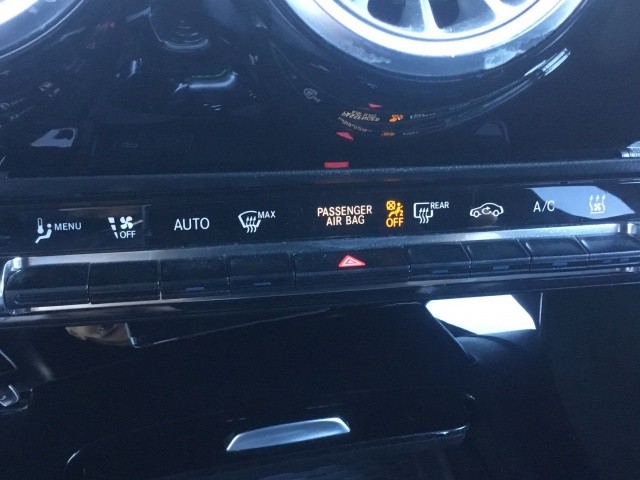 MENU
OFF
AUTO
MAX
PASSENGER
AIR BAG
OFF
REAR
A/C